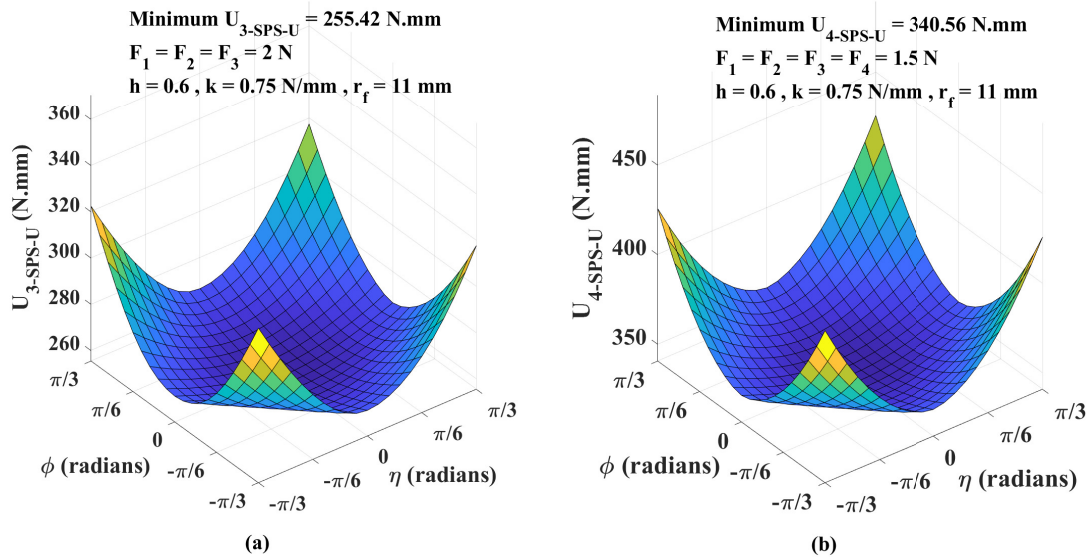 Minimum U3-SPS-U = 255.42 N.mm
F1 = F2 = F3 = 2 N
h = 0.6 , k = 0.75 N/mm , rf = 11 mm
360
340
320
300
280
260
U3-SPS-U (N.mm)
π/3
π/6
0
-π/6
-π/3
ϕ (radians)
-π/3
-π/6
0
π/6
π/3
η (radians)
(a)
Minimum U4-SPS-U = 340.56 N.mm
F1 = F2 = F3 = F4 = 1.5 N
h = 0.6 , k = 0.75 N/mm , rf = 11 mm
450
400
350
U4-SPS-U (N.mm)
π/3
π/6
0
-π/6
-π/3
ϕ (radians)
-π/3
-π/6
0
π/6
π/3
η (radians)
(b)